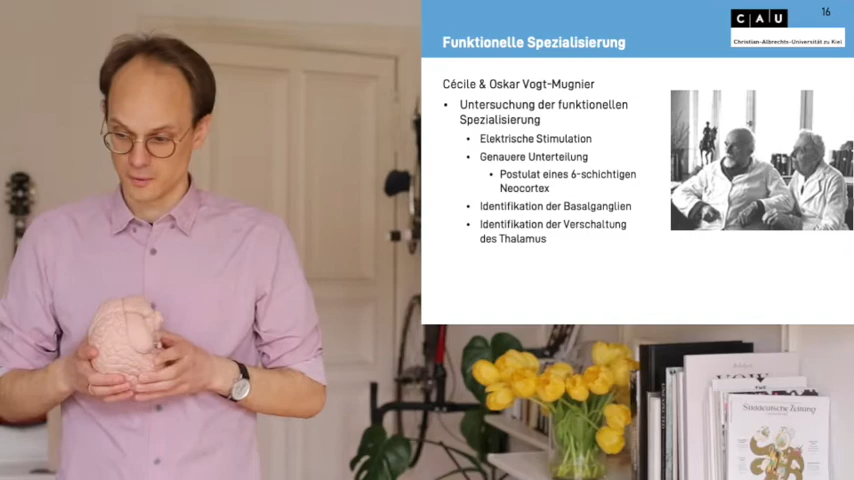 16
CAU
Christian-Albrechts-Universität zu Kiel
Funktionelle Spezialisierung
Cécile & Oskar Vogt-Mugnier
• Untersuchung der funktionellen
Spezialisierung
• Elektrische Stimulation
• Genauere Unterteilung
• Postulat eines 6-schichtigen
Neocortex
• Identifikation der Basalganglien
• Identifikation der Verschaltung
des Thalamus
Süddeutsche Zeitung